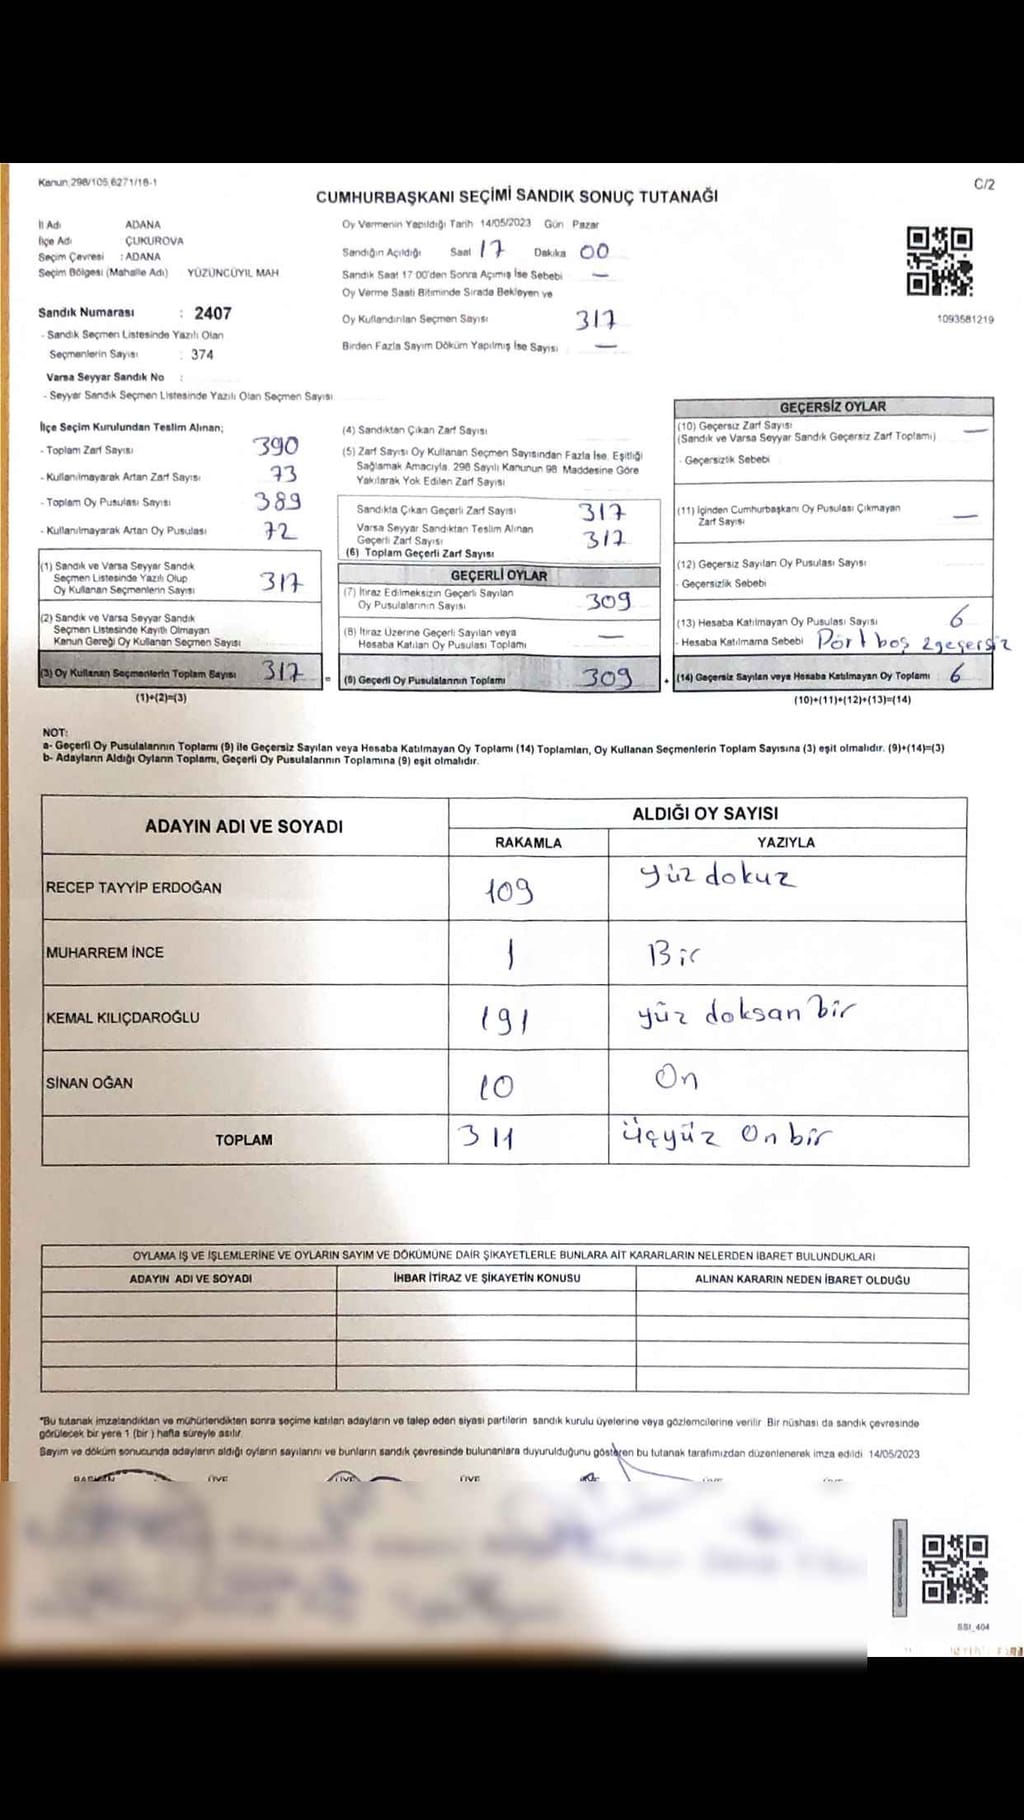 Kanun:298/105,6271/16-1
C/2
CUMHURBAŞKANI SEÇİMİ SANDIK SONUÇ TUTANAĞI
İl Adı ADANA
İlçe Adı ÇUKUROVA
Seçim Çevresi : ADANA
Seçim Bölgesi (Mahalle Adı) YÜZÜNCÜYIL MAH
Oy Vermenin Yapıldığı Tarih 14/05/2023 Gün Pazar
Sandığın Açıldığı Saat 17 Dakika 00
Sandık Saat 17 00'den Sonra Açımış İse Sebebi —
Oy Verme Saati Bitiminde Sırada Bekleyen ve
Oy Kullandırılan Seçmen Sayısı 317
Birden Fazla Sayım Döküm Yapılmış İse Sayısı —
1093581219
Sandık Numarası : 2407
- Sandık Seçmen Listesinde Yazılı Olan
Seçmenlerin Sayısı : 374
Varsa Seyyar Sandık No :
- Seyyar Sandık Seçmen Listesinde Yazılı Olan Seçmen Sayısı
İlçe Seçim Kurulundan Teslim Alınan;
- Toplam Zarf Sayısı 390
- Kullanılmayarak Artan Zarf Sayısı 73
- Toplam Oy Pusulası Sayısı 389
- Kullanılmayarak Artan Oy Pusulası 72
(1) Sandık ve Varsa Seyyar Sandık
Seçmen Listesinde Yazılı Olup
Oy Kullanan Seçmenlerin Sayısı 317
(2) Sandık ve Varsa Seyyar Sandık
Seçmen Listesinde Kayıtlı Olmayan
Kanun Gereği Oy Kullanan Seçmen Sayısı
(3) Oy Kullanan Seçmenlerin Toplam Sayısı 317 =
(1)+(2)=(3)
(4) Sandıktan Çıkan Zarf Sayısı
(5) Zarf Sayısı Oy Kullanan Seçmen Sayısından Fazla İse, Eşitliği
Sağlamak Amacıyla, 298 Sayılı Kanunun 98 Maddesine Göre
Yakılarak Yok Edilen Zarf Sayısı
Sandıkta Çıkan Geçerli Zarf Sayısı 317
Varsa Seyyar Sandıktan Teslim Alınan
Geçerli Zarf Sayısı 317
(6) Toplam Geçerli Zarf Sayısı
GEÇERLİ OYLAR
(7) İtiraz Edilmeksizin Geçerli Sayılan
Oy Pusulalarının Sayısı 309
(8) İtiraz Üzerine Geçerli Sayılan veya
Hesaba Katılan Oy Pusulası Toplamı —
(9) Geçerli Oy Pusulalarının Toplamı 309 +
GEÇERSİZ OYLAR
(10) Geçersiz Zarf Sayısı —
(Sandık ve Varsa Seyyar Sandık Geçersiz Zarf Toplamı)
- Geçersizlik Sebebi
(11) İçinden Cumhurbaşkanı Oy Pusulası Çıkmayan
Zarf Sayısı —
(12) Geçersiz Sayılan Oy Pusulası Sayısı
- Geçersizlik Sebebi
(13) Hesaba Katılmayan Oy Pusulası Sayısı 6
- Hesaba Katılmama Sebebi Dört boş 2geçersiz
(14) Geçersiz Sayılan veya Hesaba Katılmayan Oy Toplamı 6
(10)+(11)+(12)+(13)=(14)
NOT:
a- Geçerli Oy Pusulalarının Toplamı (9) ile Geçersiz Sayılan veya Hesaba Katılmayan Oy Toplamı (14) Toplamları, Oy Kullanan Seçmenlerin Toplam Sayısına (3) eşit olmalıdır. (9)+(14)=(3)
b- Adayların Aldığı Oyların Toplamı, Geçerli Oy Pusulalarının Toplamına (9) eşit olmalıdır.
ADAYIN ADI VE SOYADI ALDIĞI OY SAYISI
RAKAMLA YAZIYLA
RECEP TAYYİP ERDOĞAN 109 yüz dokuz
MUHARREM İNCE 1 Bir
KEMAL KILIÇDAROĞLU 191 yüz doksan bir
SİNAN OĞAN 10 On
TOPLAM 311 üçyüz On bir
OYLAMA İŞ VE İŞLEMLERİNE VE OYLARIN SAYIM VE DÖKÜMÜNE DAİR ŞİKAYETLERLE BUNLARA AİT KARARLARIN NELERDEN İBARET BULUNDUKLARI
ADAYIN ADI VE SOYADI İHBAR İTİRAZ VE ŞİKAYETİN KONUSU ALINAN KARARIN NEDEN İBARET OLDUĞU
"Bu tutanak imzalandıktan ve mühürlendikten sonra seçime katılan adayların ve talep eden siyasi partilerin sandık kurulu üyelerine veya gözlemcilerine verilir Bir nüshası da sandık çevresinde
görülecek bir yere 1 (bir ) hafta süreyle asılır.
Sayım ve döküm sonucunda adayların aldığı oyların sayılarını ve bunların sandık çevresinde bulunanlara duyurulduğunu gösteren bu tutanak tarafımızdan düzenlenerek imza edildi 14/05/2023
BAŞKAN ÜYE ÜYE ÜYE
SSI_404